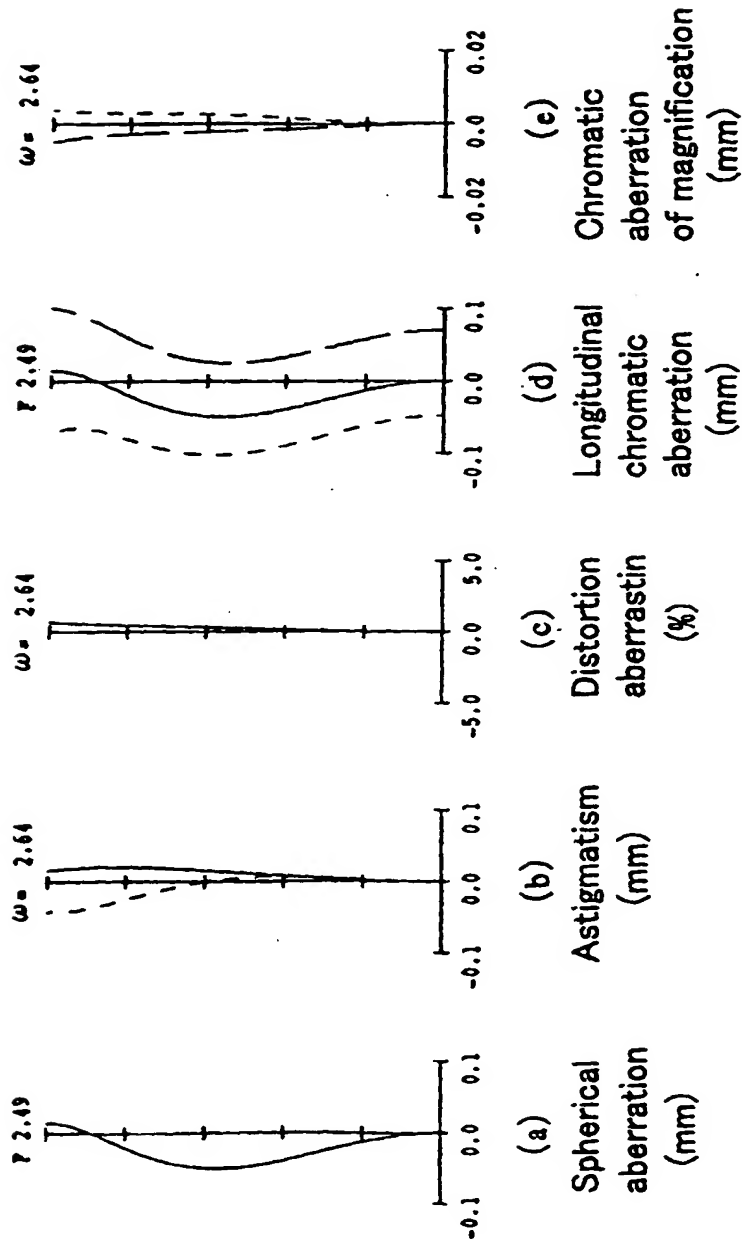 F 2.49
-0.1 0.0 0.1
(a)
Spherical
aberration
(mm)
ω= 2.64
-0.1 0.0 0.1
(b)
Astigmatism
(mm)
ω= 2.64
-5.0 0.0 5.0
(c)
Distortion
aberrastin
(%)
F 2.49
-0.1 0.0 0.1
(d)
Longitudinal
chromatic
aberration
(mm)
ω= 2.64
-0.02 0.0 0.02
(e)
Chromatic
aberration
of magnification
(mm)